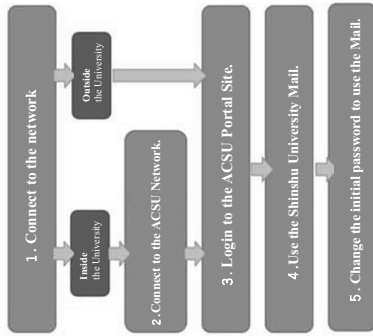 1. Connect to the network
Inside
the University
Outside
the University
2.Connect to the ACSU Network.
3. Login to the ACSU Portal Site.
4.Use the Shinshu University Mail.
5. Change the initial password to use the Mail.